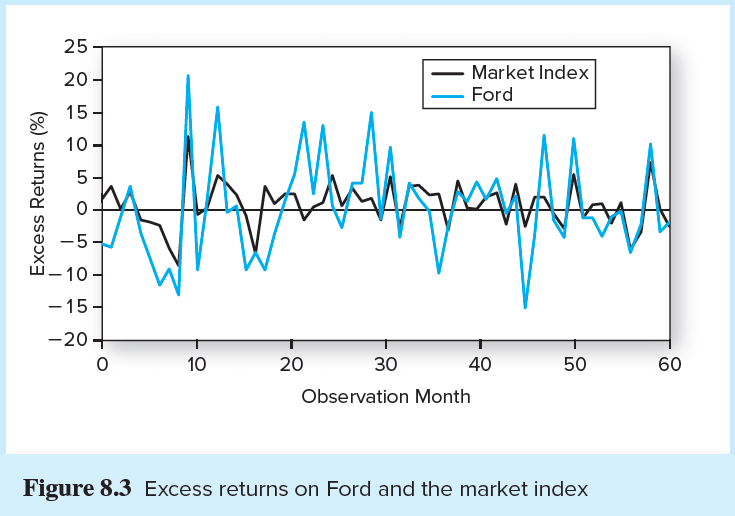 25
20
15
10
5
0
−5
−10
−15
−20
Excess Returns (%)
Market Index
Ford
0 10 20 30 40 50 60
Observation Month
Figure 8.3 Excess returns on Ford and the market index